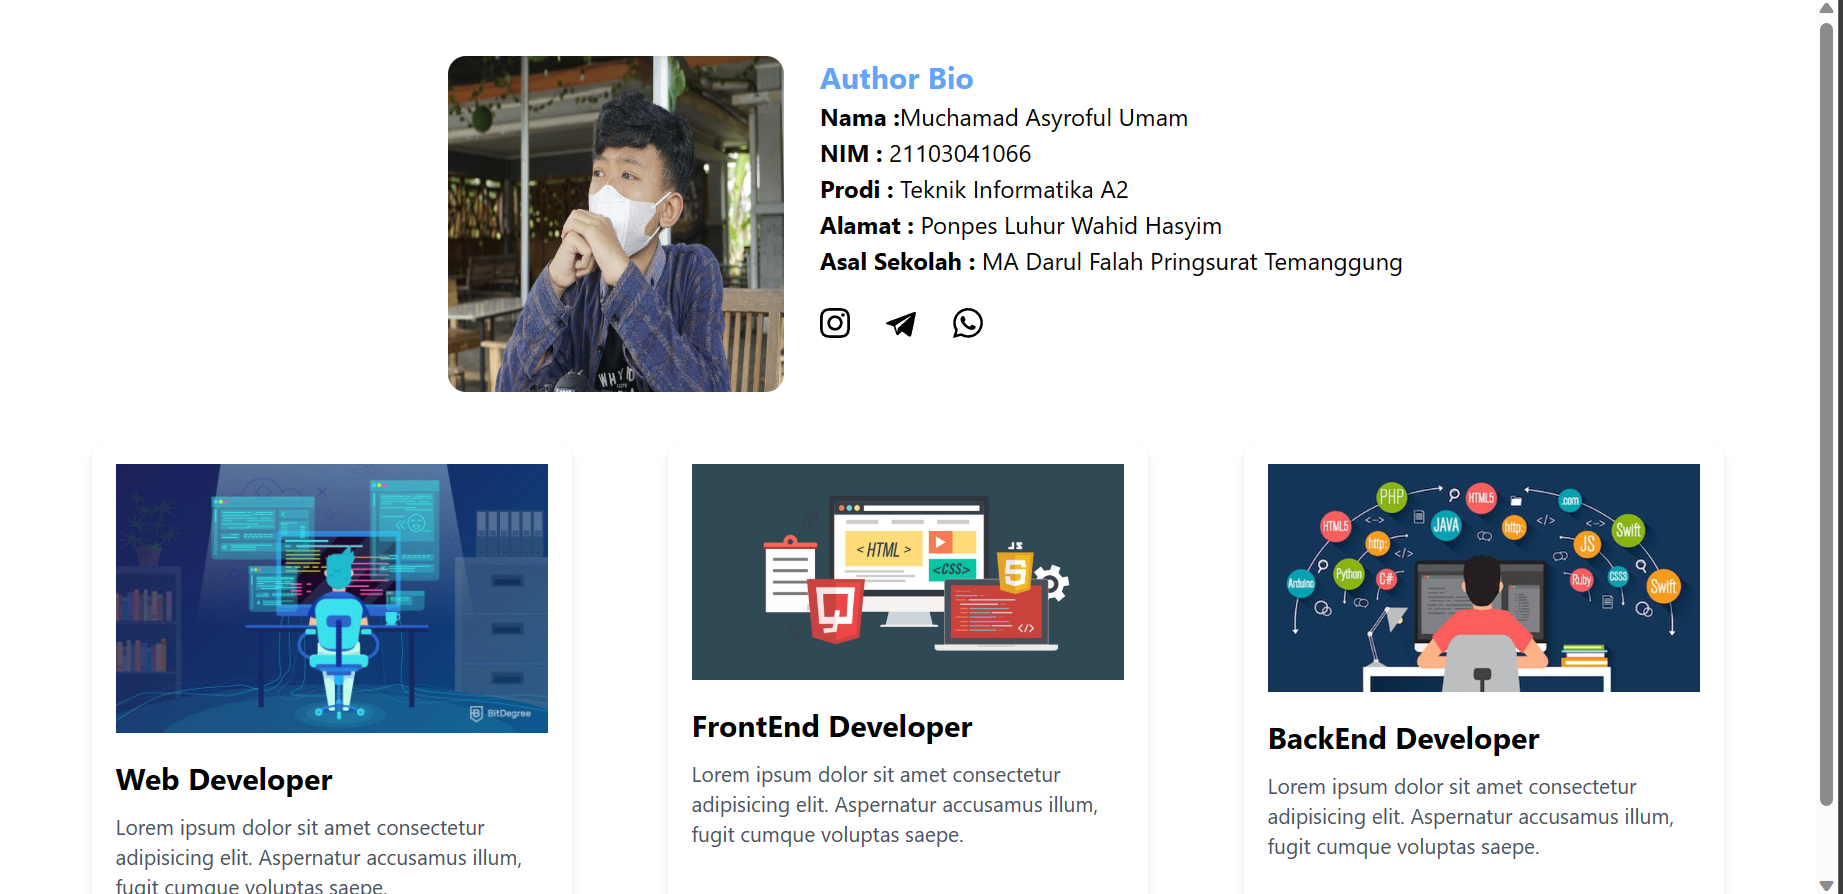 Author Bio
Nama :Muchamad Asyroful Umam
NIM : 21103041066
Prodi : Teknik Informatika A2
Alamat : Ponpes Luhur Wahid Hasyim
Asal Sekolah : MA Darul Falah Pringsurat Temanggung
WHY
BitDegree
Web Developer
Lorem ipsum dolor sit amet consectetur
adipisicing elit. Aspernatur accusamus illum,
fugit cumque voluptas saepe.
< HTML >
<CSS>
JS
5
</>
FrontEnd Developer
Lorem ipsum dolor sit amet consectetur
adipisicing elit. Aspernatur accusamus illum,
fugit cumque voluptas saepe.
PHP
HTML5
.com
HTML5
JAVA
http:
Swift
http:
</>
JS
</>
Arduino
Python
C#
Ruby
CSS3
Swift
BackEnd Developer
Lorem ipsum dolor sit amet consectetur
adipisicing elit. Aspernatur accusamus illum,
fugit cumque voluptas saepe.